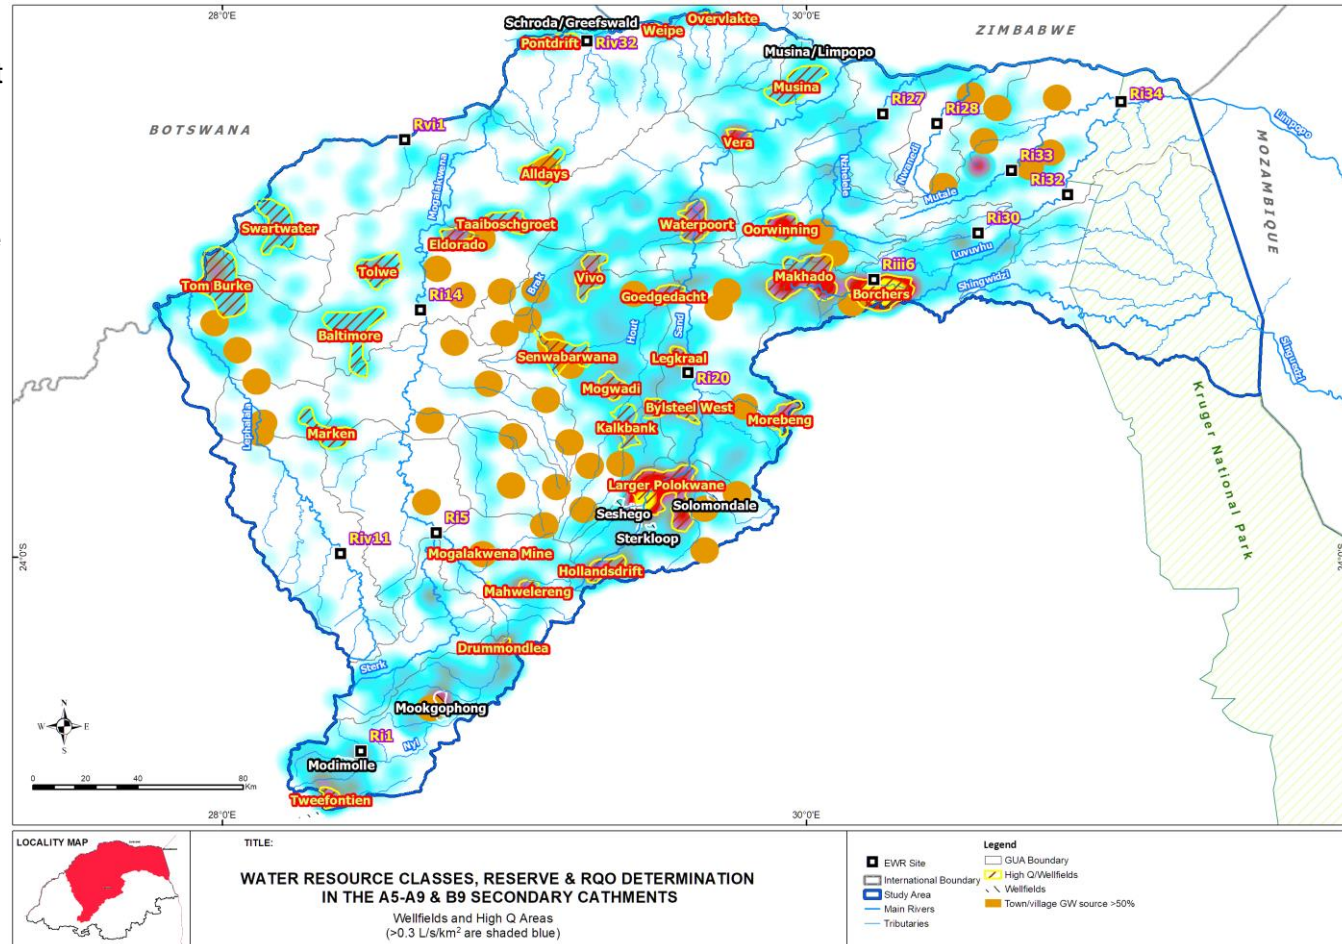 28°0'E
30°0'E
ZIMBABWE
Overvlakte
Schroda/Greefswald
Weipe
Pontdrift
Riv32
Musina/Limpopo
Musina
Ri27
Ri34
Ri28
Limpopo
BOTSWANA
Rvi1
Vera
MOZAMBIQUE
Ri33
Nzhelele
Nwanedi
Alldays
Ri32
Mogalakwena
Mutale
Taaiboschgroet
Waterpoort
Oorwinning
Swartwater
Eldorado
Ri30
Luvuvhu
Tolwe
Vivo
Makhado
Riii6
Shingwidzi
Tom Burke
Brak
Goedgedacht
Borchers
Ri14
Sand
Hout
Baltimore
Senwabarwana
Legkraal
Singuedzi
Ri20
Mogwadi
Bylsteel West
Morebeng
Lephalala
Marken
Kalkbank
Kruger National Park
Larger Polokwane
Seshego
Solomondale
Ri5
Sterkloop
Riv11
Mogalakwena Mine
24°0'S
24°0'S
Hollandsdrift
Mahwelereng
Drummondlea
Sterk
Mookgophong
N
W E
S
Nyl
Ri1
Modimolle
0 20 40 80
Km
Tweefontien
28°0'E
30°0'E
LOCALITY MAP
TITLE:
WATER RESOURCE CLASSES, RESERVE & RQO DETERMINATION
IN THE A5-A9 & B9 SECONDARY CATHMENTS
Wellfields and High Q Areas
(>0.3 L/s/km² are shaded blue)
Legend
EWR Site
International Boundary
Study Area
Main Rivers
Tributaries
GUA Boundary
High Q/Wellfields
Wellfields
Town/village GW source >50%